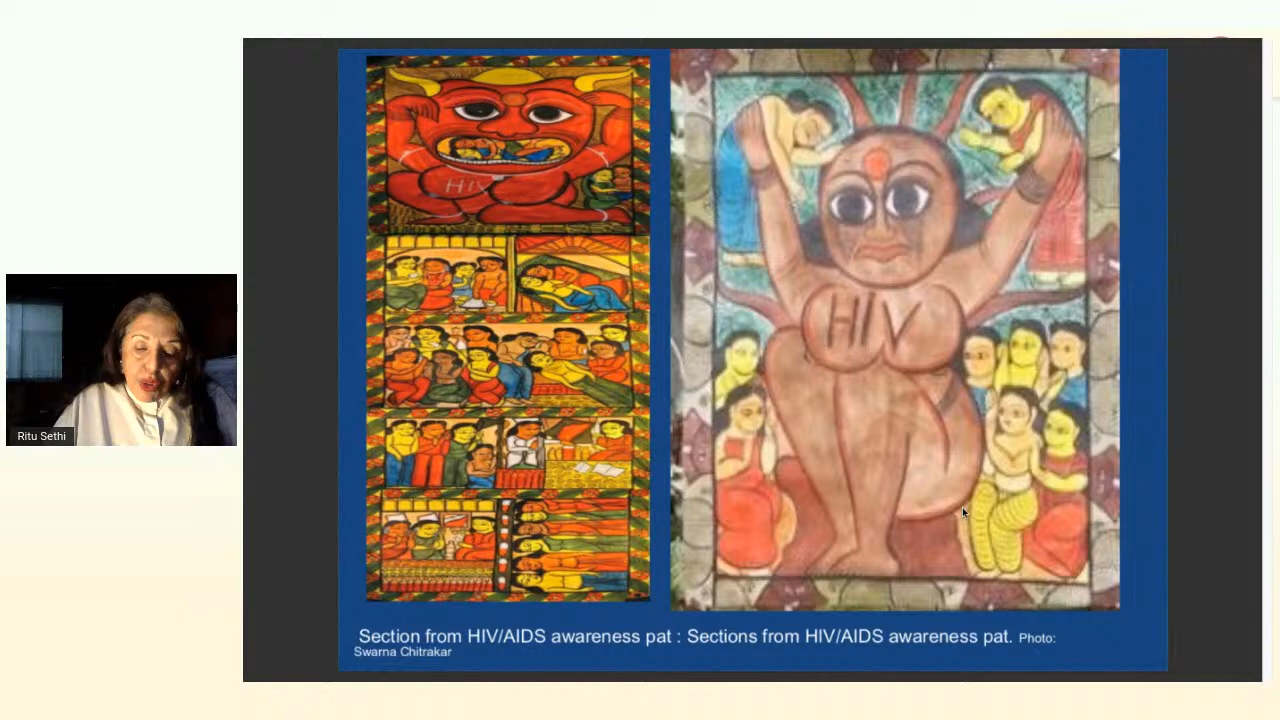 HIV
HIV
Ritu Sethi
Section from HIV/AIDS awareness pat : Sections from HIV/AIDS awareness pat. Photo:
Swarna Chitrakar